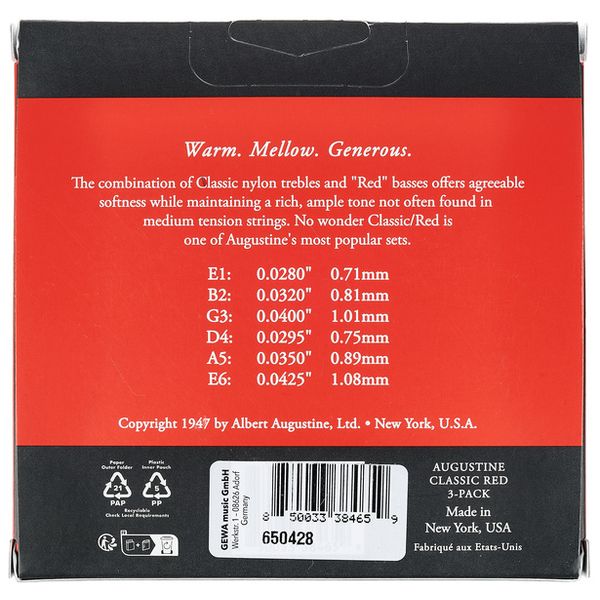 Warm. Mellow. Generous.
The combination of Classic nylon trebles and "Red" basses offers agreeable
softness while maintaining a rich, ample tone not often found in
medium tension strings. No wonder Classic/Red is
one of Augustine's most popular sets.
E1: 0.0280" 0.71mm
B2: 0.0320" 0.81mm
G3: 0.0400" 1.01mm
D4: 0.0295" 0.75mm
A5: 0.0350" 0.89mm
E6: 0.0425" 1.08mm
Copyright 1947 by Albert Augustine, Ltd. • New York, U.S.A.
Paper
Outer Folder
Plastic
Inner Pouch
21
PAP
5
PP
Recyclable
Check Local Requirements
GEWA music GmbH
Werkstr. 1 · 08626 Adorf
Germany
8 50033 38465 9
650428
AUGUSTINE
CLASSIC RED
3-PACK
Made in
New York, USA
Fabriqué aux Etats-Unis